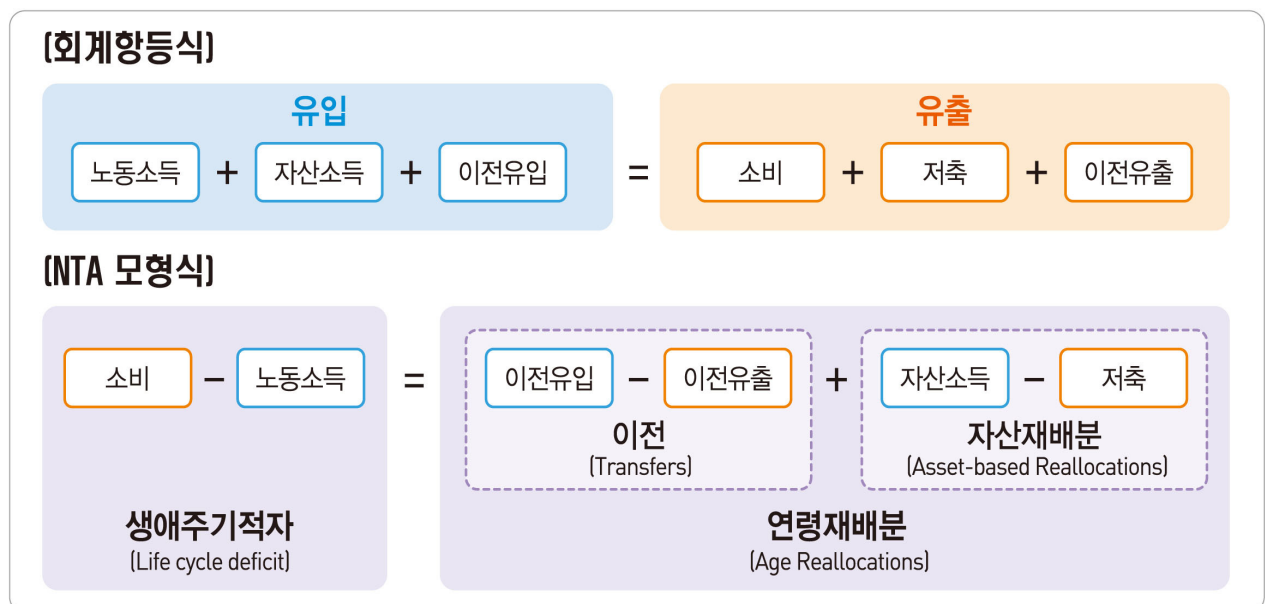 (회계항등식)
유입 유출
노동소득 + 자산소득 + 이전유입 = 소비 + 저축 + 이전유출
(NTA 모형식)
소비 - 노동소득 = 이전유입 - 이전유출 + 자산소득 - 저축
이전 자산재배분
(Transfers) (Asset-based Reallocations)
생애주기적자 연령재배분
(Life cycle deficit) (Age Reallocations)